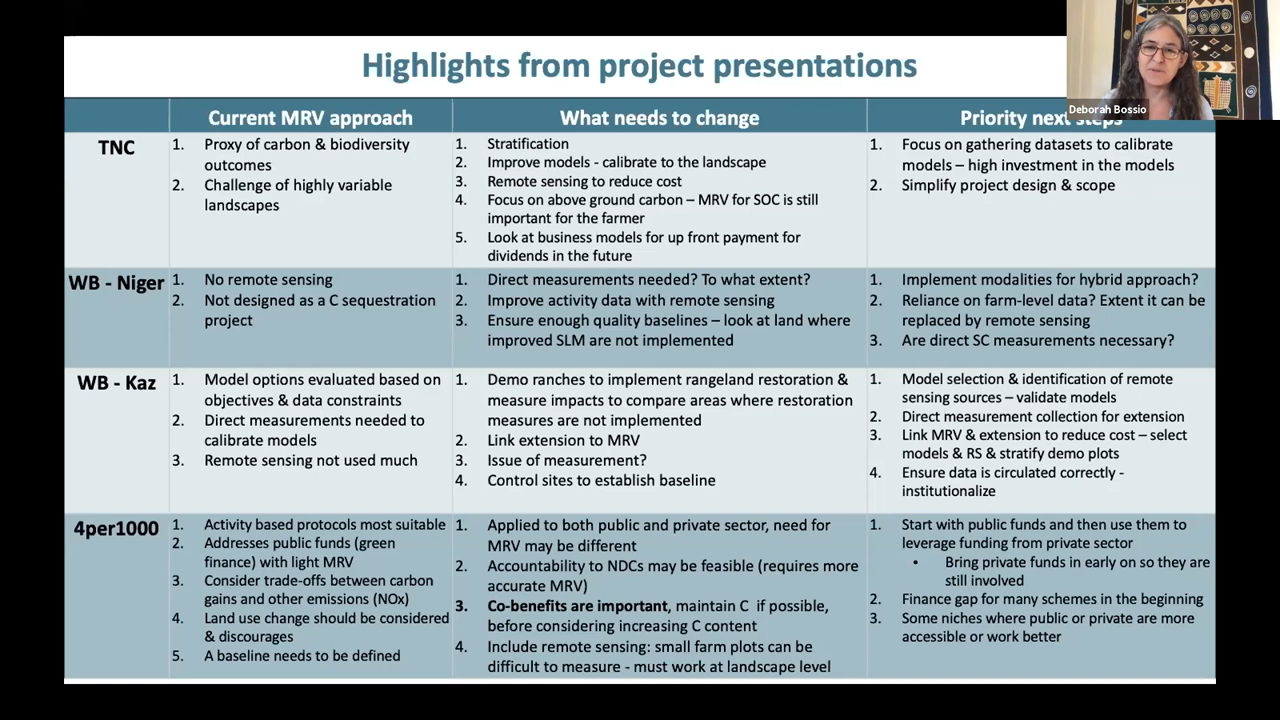 Highlights from project presentations
Deborah Bossio
Current MRV approach
What needs to change
Priority next steps
TNC
1. Proxy of carbon & biodiversity
outcomes
2. Challenge of highly variable
landscapes
1. Stratification
2. Improve models - calibrate to the landscape
3. Remote sensing to reduce cost
4. Focus on above ground carbon – MRV for SOC is still
important for the farmer
5. Look at business models for up front payment for
dividends in the future
1. Focus on gathering datasets to calibrate
models – high investment in the models
2. Simplify project design & scope
WB - Niger
1. No remote sensing
2. Not designed as a C sequestration
project
1. Direct measurements needed? To what extent?
2. Improve activity data with remote sensing
3. Ensure enough quality baselines – look at land where
improved SLM are not implemented
1. Implement modalities for hybrid approach?
2. Reliance on farm-level data? Extent it can be
replaced by remote sensing
3. Are direct SC measurements necessary?
WB - Kaz
1. Model options evaluated based on
objectives & data constraints
2. Direct measurements needed to
calibrate models
3. Remote sensing not used much
1. Demo ranches to implement rangeland restoration &
measure impacts to compare areas where restoration
measures are not implemented
2. Link extension to MRV
3. Issue of measurement?
4. Control sites to establish baseline
1. Model selection & identification of remote
sensing sources – validate models
2. Direct measurement collection for extension
3. Link MRV & extension to reduce cost – select
models & RS & stratify demo plots
4. Ensure data is circulated correctly -
institutionalize
4per1000
1. Activity based protocols most suitable
2. Addresses public funds (green
finance) with light MRV
3. Consider trade-offs between carbon
gains and other emissions (NOx)
4. Land use change should be considered
& discourages
5. A baseline needs to be defined
1. Applied to both public and private sector, need for
MRV may be different
2. Accountability to NDCs may be feasible (requires more
accurate MRV)
3. Co-benefits are important, maintain C if possible,
before considering increasing C content
4. Include remote sensing: small farm plots can be
difficult to measure - must work at landscape level
1. Start with public funds and then use them to
leverage funding from private sector
• Bring private funds in early on so they are
still involved
2. Finance gap for many schemes in the beginning
3. Some niches where public or private are more
accessible or work better